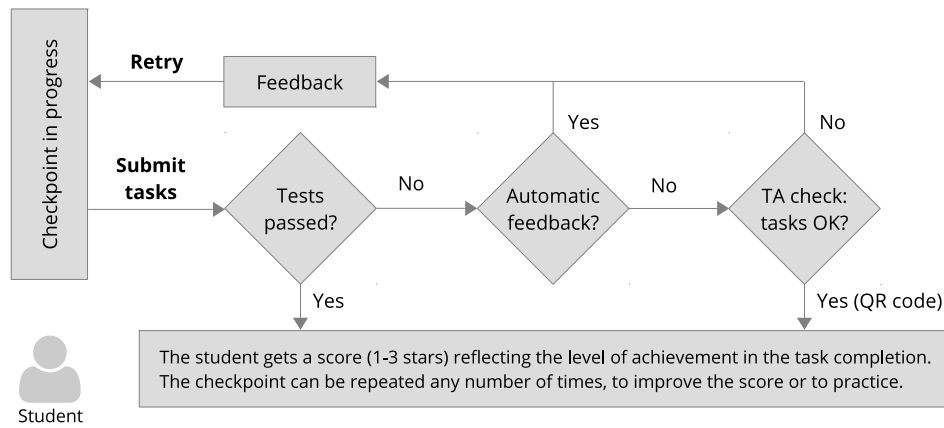 Checkpoint in progress
Retry
Feedback
Submit
tasks
Tests
passed?
No
Automatic
feedback?
Yes
No
TA check:
tasks OK?
No
Yes
Yes (QR code)
The student gets a score (1-3 stars) reflecting the level of achievement in the task completion.
The checkpoint can be repeated any number of times, to improve the score or to practice.
Student